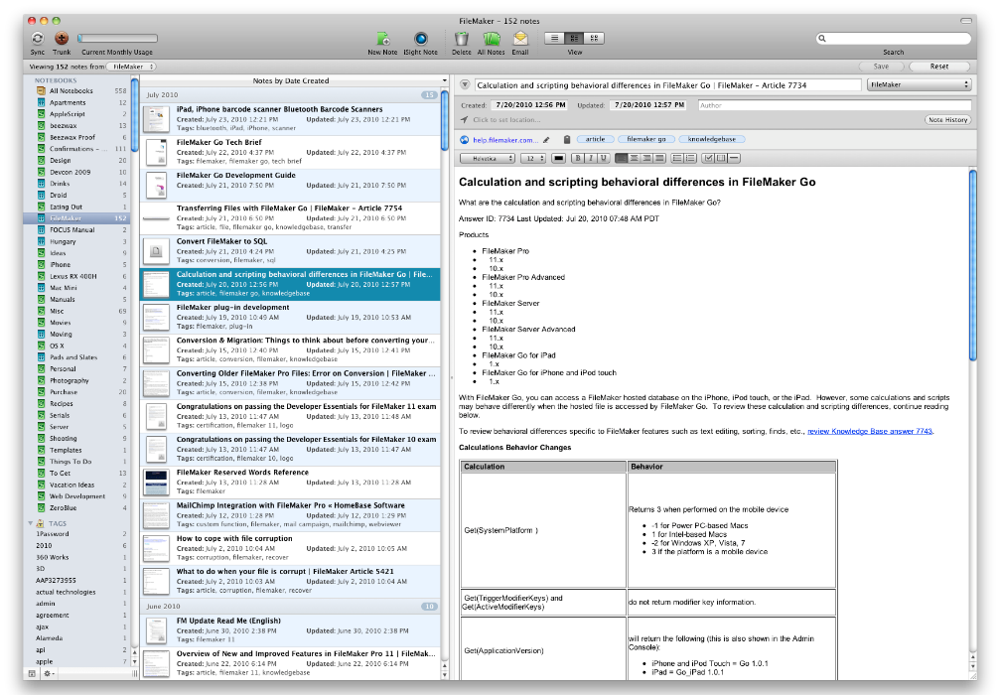 FileMaker – 152 notes
Sync
Trunk
Current Monthly Usage
New Note
iSight Note
Delete
All Notes
Email
View
Search
Viewing 152 notes from
FileMaker
Save
Reset
NOTEBOOKS
All Notebooks 558
Apartments 12
AppleScript 2
beezwax 13
Beezwax Proof 6
Confirmations – ... 111
Design 20
Devcon 2009 10
Drinks 14
Droid 5
Eating Out 1
FileMaker 152
FOCUS Manual 2
Hungary 3
Ideas 9
iPhone 5
Lexus RX 400H 6
Mac Mini 4
Manuals 5
Misc 69
Movies 9
Moving 3
OS X 4
Pads and Slates 6
Personal 7
Photography 2
Purchase 20
Recipes 8
Serials 6
Server 5
Shooting 9
Templates 1
Things To Do 1
To Get 13
Vacation Ideas 2
Web Development 9
ZeroBlue 4
TAGS
1Password 2
2010 6
360 Works 1
3D 1
AAP3273955 1
actual technologies 1
admin 1
agreement 1
ajax 1
Alameda 1
api 2
apple 7
Notes by Date Created
July 2010 15
iPad, iPhone barcode scanner Bluetooth Barcode Scanners
Created: July 23, 2010 12:21 PM Updated: July 23, 2010 12:23 PM
Tags: bluetooth, iPad, iPhone, scanner
FileMaker Go Tech Brief
Created: July 22, 2010 4:37 PM Updated: July 22, 2010 4:37 PM
Tags: filemaker, filemaker go, tech brief
FileMaker Go Development Guide
Created: July 21, 2010 7:50 PM Updated: July 21, 2010 7:50 PM
Transferring Files with FileMaker Go | FileMaker – Article 7754
Created: July 21, 2010 6:50 PM Updated: July 21, 2010 6:50 PM
Tags: article, file, filemaker go, knowledgebase, transfer
Convert FileMaker to SQL
Created: July 21, 2010 4:24 PM Updated: July 21, 2010 4:25 PM
Tags: conversion, filemaker, sql
Calculation and scripting behavioral differences in FileMaker Go | File...
Created: July 20, 2010 12:56 PM Updated: July 20, 2010 12:57 PM
Tags: article, filemaker go, knowledgebase
FileMaker plug-in development
Created: July 19, 2010 10:49 AM Updated: July 19, 2010 10:53 AM
Tags: filemaker, plug-in
Conversion & Migration: Things to think about before converting your...
Created: July 15, 2010 12:40 PM Updated: July 15, 2010 12:41 PM
Tags: article, conversion, filemaker, knowledgebase
Converting Older FileMaker Pro Files: Error on Conversion | FileMaker ...
Created: July 15, 2010 12:38 PM Updated: July 15, 2010 12:42 PM
Tags: article, conversion, filemaker, knowledgebase
Congratulations on passing the Developer Essentials for FileMaker 11 exam
Created: July 13, 2010 11:47 AM Updated: July 13, 2010 11:48 AM
Tags: certification, filemaker 11, logo
Congratulations on passing the Developer Essentials for FileMaker 10 exam
Created: July 13, 2010 11:47 AM Updated: July 13, 2010 11:47 AM
Tags: certification, filemaker 10, logo
FileMaker Reserved Words Reference
Created: July 13, 2010 11:28 AM Updated: July 13, 2010 11:28 AM
Tags: filemaker
MailChimp Integration with FileMaker Pro « HomeBase Software
Created: July 12, 2010 1:28 PM Updated: July 12, 2010 1:29 PM
Tags: custom function, filemaker, mail campaign, mailchimp, webviewer
How to cope with file corruption
Created: July 2, 2010 10:04 AM Updated: July 2, 2010 10:05 AM
Tags: corruption, filemaker, recover
What to do when your file is corrupt | FileMaker Article 5421
Created: July 2, 2010 10:03 AM Updated: July 2, 2010 10:04 AM
Tags: article, corruption, filemaker, recover
June 2010 10
FM Update Read Me (English)
Created: June 30, 2010 2:38 PM Updated: June 30, 2010 2:38 PM
Tags: filemaker 11
Overview of New and Improved Features in FileMaker Pro 11 | FileMak...
Created: June 22, 2010 6:14 PM Updated: June 22, 2010 6:14 PM
Tags: article, filemaker 11, knowledgebase
Calculation and scripting behavioral differences in FileMaker Go | FileMaker – Article 7734
FileMaker
Created: 7/20/2010 12:56 PM Updated: 7/20/2010 12:57 PM Author
Click to set location...
Note History
help.filemaker.com...
article
filemaker go
knowledgebase
Helvetica
12
B I U
Calculation and scripting behavioral differences in FileMaker Go
What are the calculation and scripting behavioral differences in FileMaker Go?
Answer ID: 7734 Last Updated: Jul 20, 2010 07:48 AM PDT
Products
• FileMaker Pro
• 11.x
• 10.x
• FileMaker Pro Advanced
• 11.x
• 10.x
• FileMaker Server
• 11.x
• 10.x
• FileMaker Server Advanced
• 11.x
• 10.x
• FileMaker Go for iPad
• 1.x
• FileMaker Go for iPhone and iPod touch
• 1.x
With FileMaker Go, you can access a FileMaker hosted database on the iPhone, iPod touch, or the iPad. However, some calculations and scripts
may behave differently when the hosted file is accessed by FileMaker Go. To review these calculation and scripting differences, continue reading
below.
To review behavioral differences specific to FileMaker features such as text editing, sorting, finds, etc., review Knowledge Base answer 7743.
Calculations Behavior Changes
Calculation Behavior
Get(SystemPlatform )
Returns 3 when performed on the mobile device
• -1 for Power PC-based Macs
• 1 for Intel-based Macs
• -2 for Windows XP, Vista, 7
• 3 if the platform is a mobile device
Get(TriggerModifierKeys) and
Get(ActiveModifierKeys)
do not return modifier key information.
Get(ApplicationVersion)
will return the following (this is also shown in the Admin
Console):
• iPhone and iPod Touch = Go 1.0.1
• iPad = Go_iPad 1.0.1